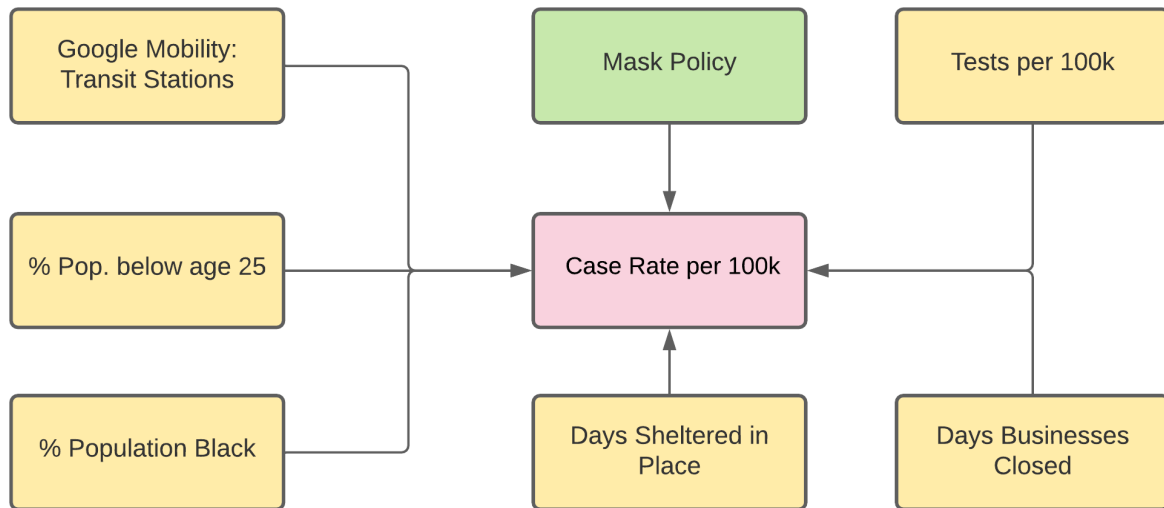 Google Mobility:
Transit Stations
Mask Policy
Tests per 100k
% Pop. below age 25
Case Rate per 100k
% Population Black
Days Sheltered in
Place
Days Businesses
Closed